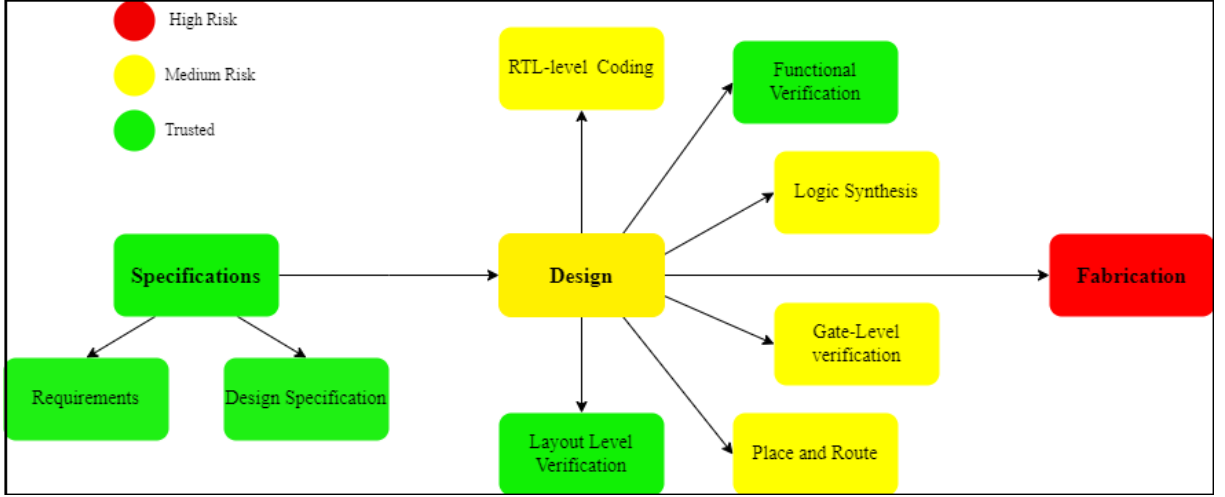 High Risk
Medium Risk
Trusted
RTL-level Coding
Functional
Verification
Logic Synthesis
Specifications
Design
Fabrication
Requirements
Design Specification
Gate-Level
verification
Layout Level
Verification
Place and Route